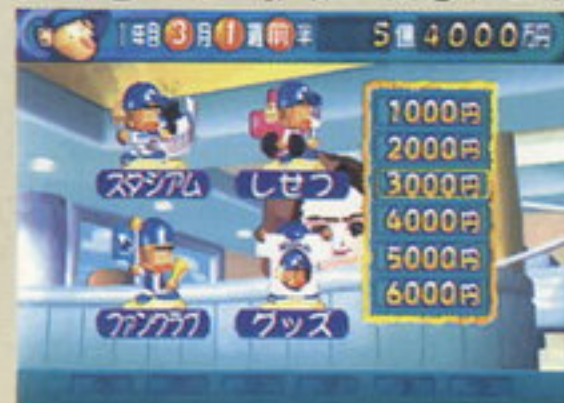 1年目3月1週前半 5億4000万円
スタジアム しせつ
ファンクラブ グッズ
1000円
2000円
3000円
4000円
5000円
6000円